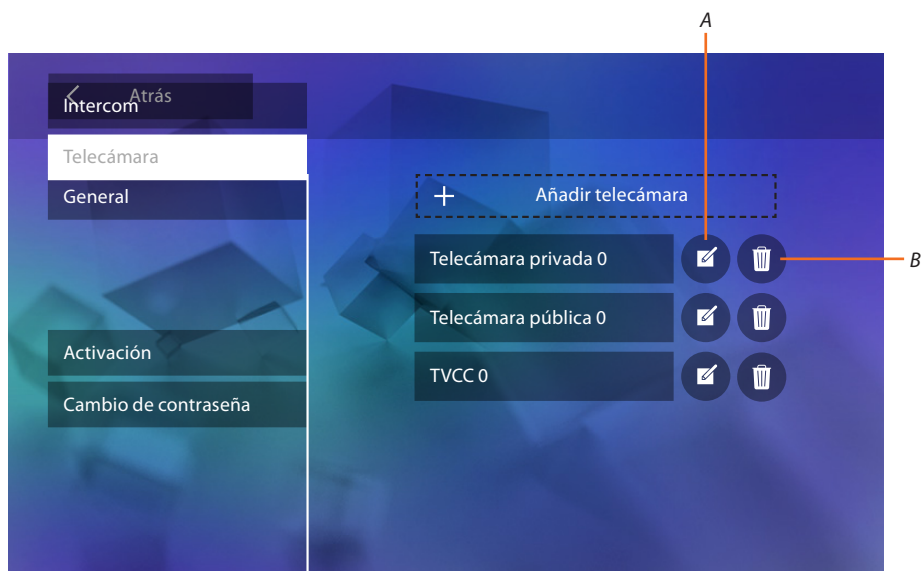 A
Atrás
Intercom
Telecámara
General
Activación
Cambio de contraseña
Añadir telecámara
Telecámara privada 0
B
Telecámara pública 0
TVCC 0